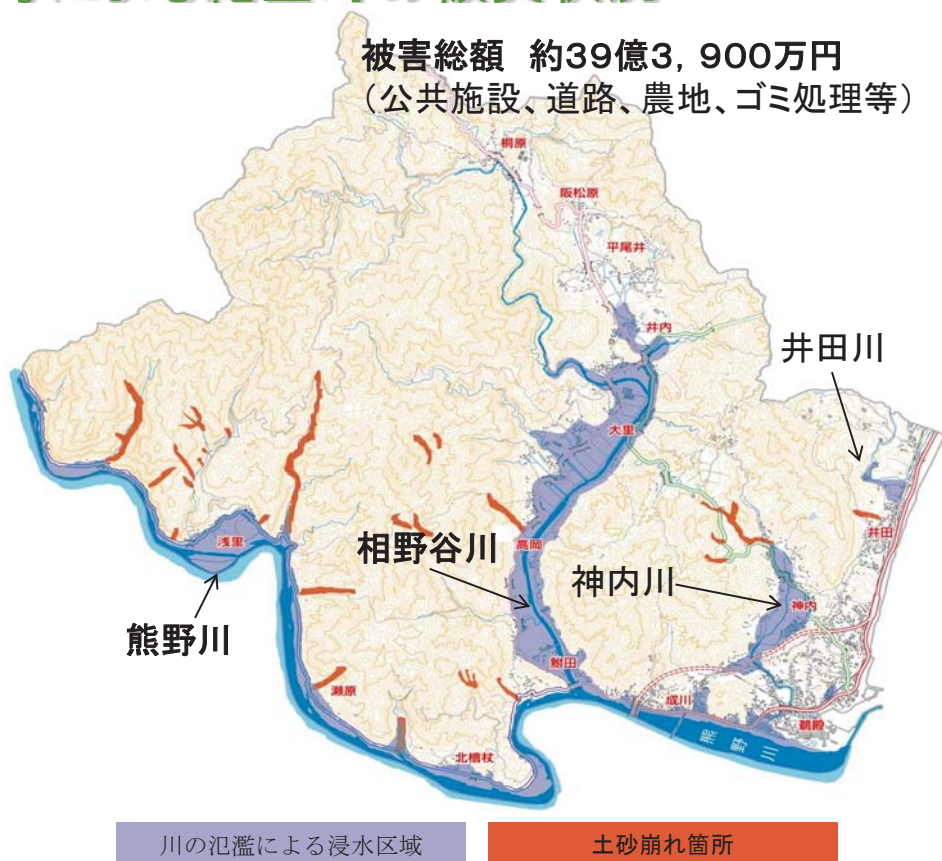 被害総額 約39億3,900万円
（公共施設、道路、農地、ゴミ処理等）
桐原
阪松原
平尾井
井内
井田川
大里
井田
浅里
高岡
相野谷川
神内川
神内
熊野川
鮒田
瀬原
成川
鵜殿
熊野川
北檜杖
川の氾濫による浸水区域
土砂崩れ箇所